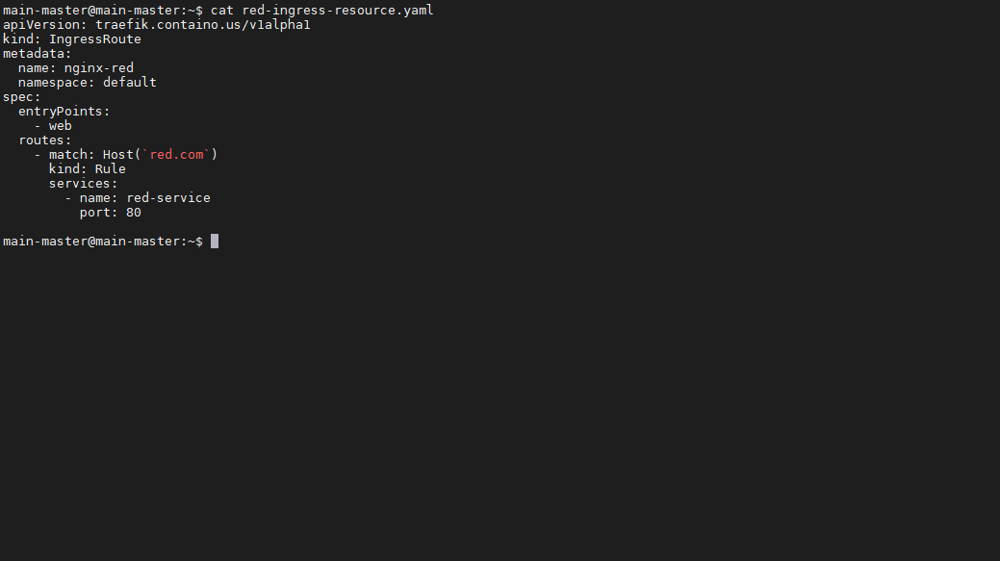 main-master@main-master:~$ cat red-ingress-resource.yaml
apiVersion: traefik.containo.us/v1alpha1
kind: IngressRoute
metadata:
  name: nginx-red
  namespace: default
spec:
  entryPoints:
    - web
  routes:
    - match: Host(`red.com`)
      kind: Rule
      services:
        - name: red-service
          port: 80

main-master@main-master:~$